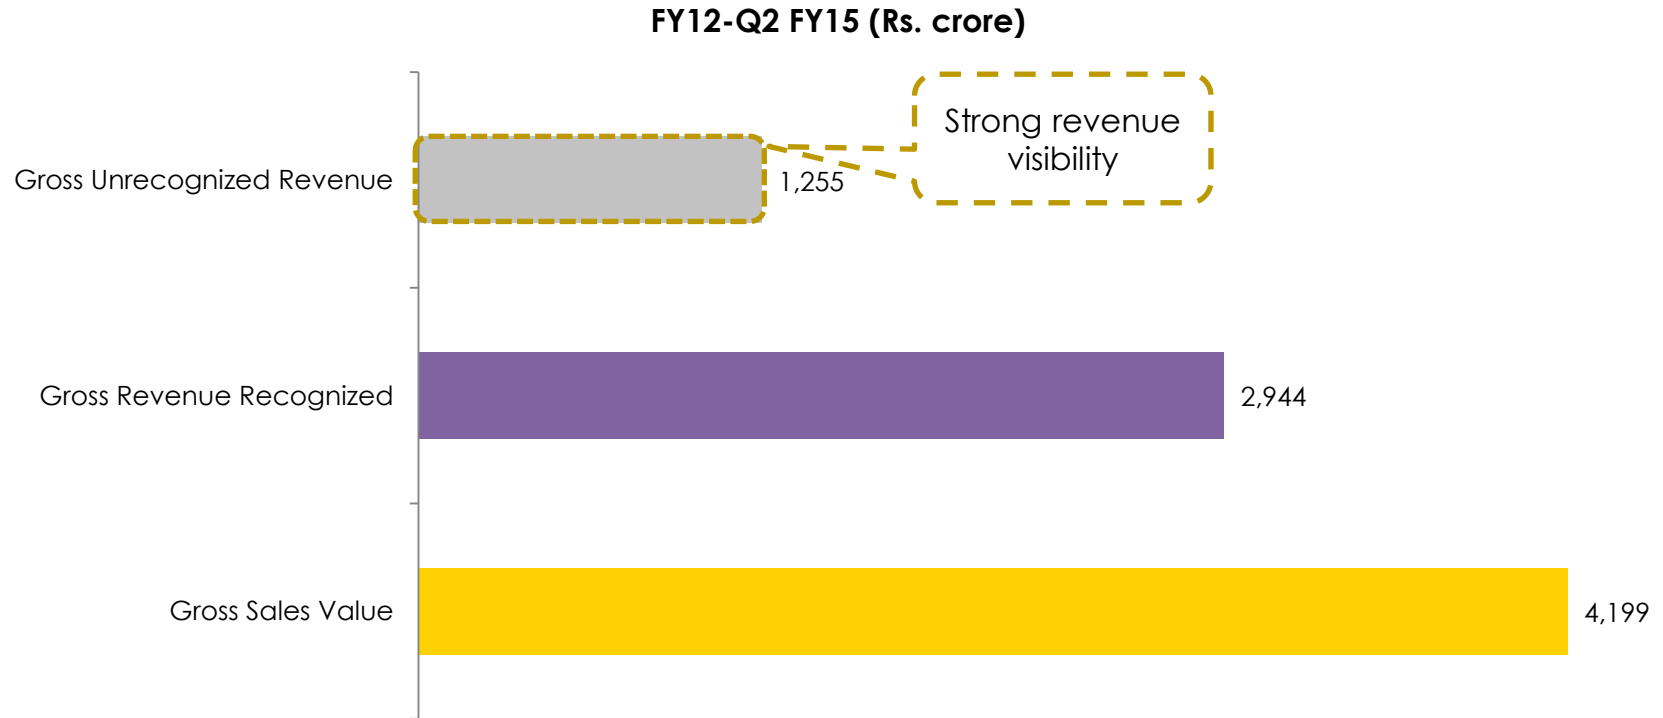 FY12-Q2 FY15 (Rs. crore)
Strong revenue
visibility
Gross Unrecognized Revenue
1,255
Gross Revenue Recognized
2,944
Gross Sales Value
4,199